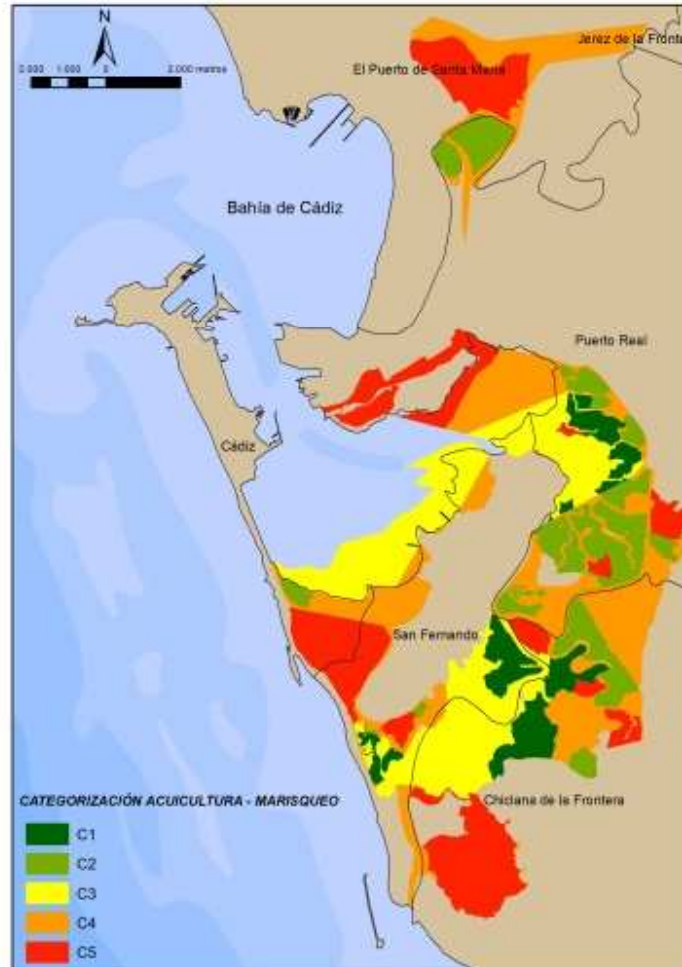 N
2.000 1.000 0 2.000 metros
Jerez de la Fronte
El Puerto de Santa María
Bahía de Cádiz
Puerto Real
Cádiz
San Fernando
Chiclana de la Frontera
CATEGORIZACIÓN ACUICULTURA - MARISQUEO
C1
C2
C3
C4
C5